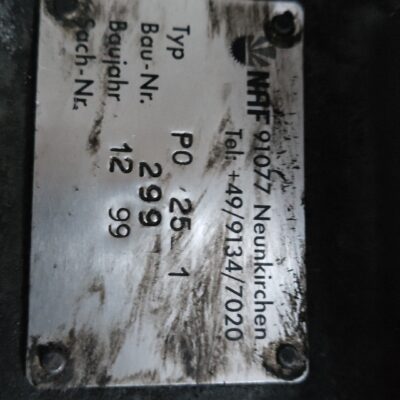 NAF 91077 Neunkirchen
Tel: +49/9134/7020
Typ PO 25 1
Bau-Nr. 299
Baujahr 12 99
Sach-Nr.